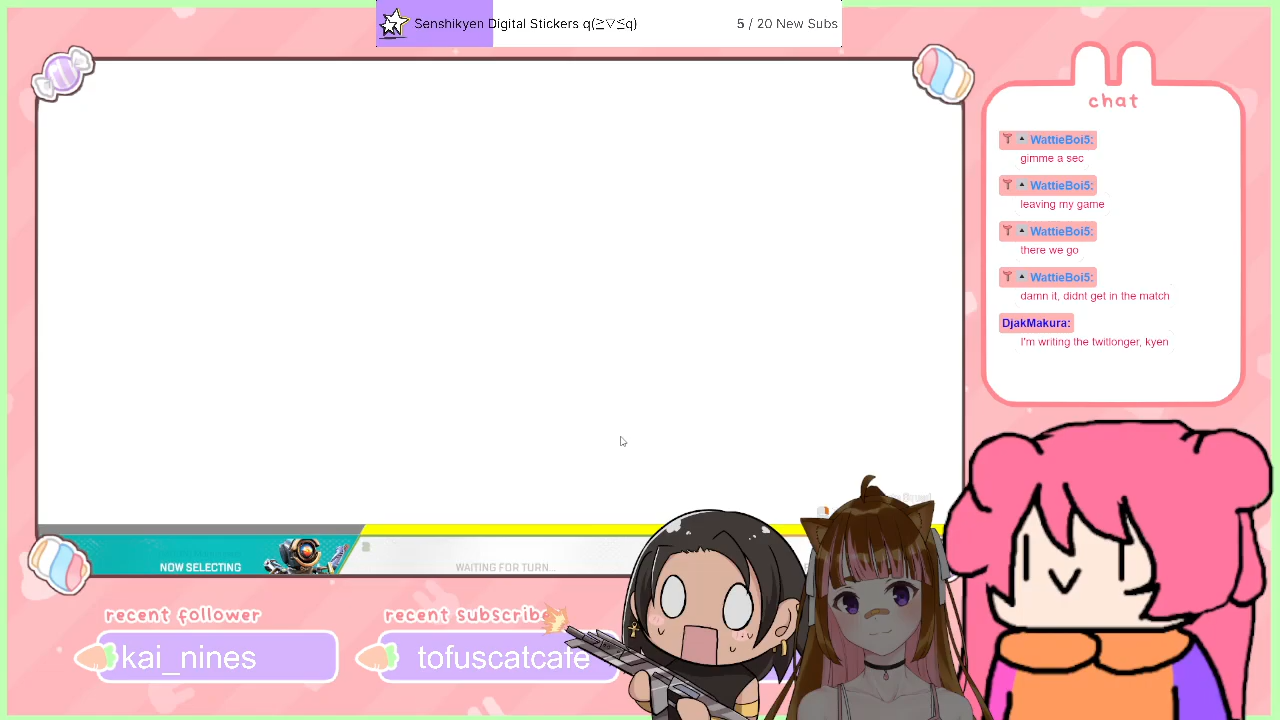 Senshikyen Digital Stickers q(≧▽≦q)
5 / 20 New Subs
chat
WattieBoi5:
gimme a sec
WattieBoi5:
leaving my game
WattieBoi5:
there we go
WattieBoi5:
damn it, didnt get in the match
DjakMakura:
I'm writing the twitlonger, kyen
NOW SELECTING
WAITING FOR TURN...
recent follower
kai_nines
recent subscribe
tofuscatcafe